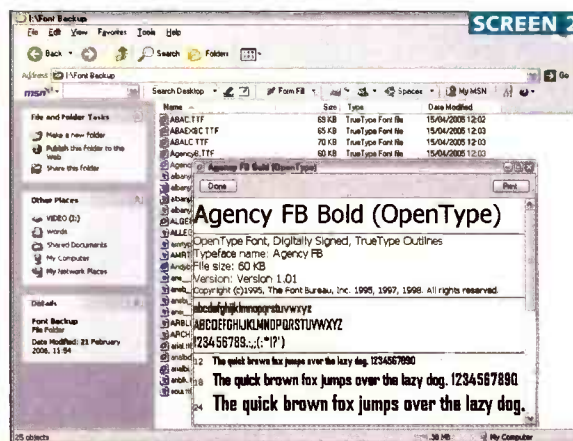 I:\Font Backup
SCREEN 2
File Edit View Favorites Tools Help
Back Search Folders
Address I:\Font Backup Go
msn Search Desktop Form Fill Spaces My MSN
File and Folder Tasks
Make a new folder
Publish this folder to the Web
Share this folder
Other Places
VIDEO (I:)
Words
Shared Documents
My Computer
My Network Places
Details
Font Backup
File Folder
Date Modified: 21 February 2006, 11:54
Name Size Type Date Modified
ABAC.TTF 69 KB TrueType Font file 15/04/2005 12:02
ABAEXBC.TTF 65 KB TrueType Font file 15/04/2005 12:03
ABALC.TTF 70 KB TrueType Font file 15/04/2005 12:03
AgencyB.TTF 60 KB TrueType Font file 15/04/2005 12:03
Agency FB Bold (OpenType)
Done Print
Agency FB Bold (OpenType)
OpenType Font, Digitally Signed, TrueType Outlines
Typeface name: Agency FB
File size: 60 KB
Version: Version 1.01
Copyright (c)1995, The Font Bureau, Inc. 1995, 1997, 1998. All rights reserved.
abcdefghijklmnopqrstuvwxyz
ABCDEFGHIJKLMNOPQRSTUVWXYZ
123456789.:,;(:*!?')
12 The quick brown fox jumps over the lazy dog. 1234567890
18 The quick brown fox jumps over the lazy dog. 1234567890
24 The quick brown fox jumps over the lazy dog.
25 objects My Computer